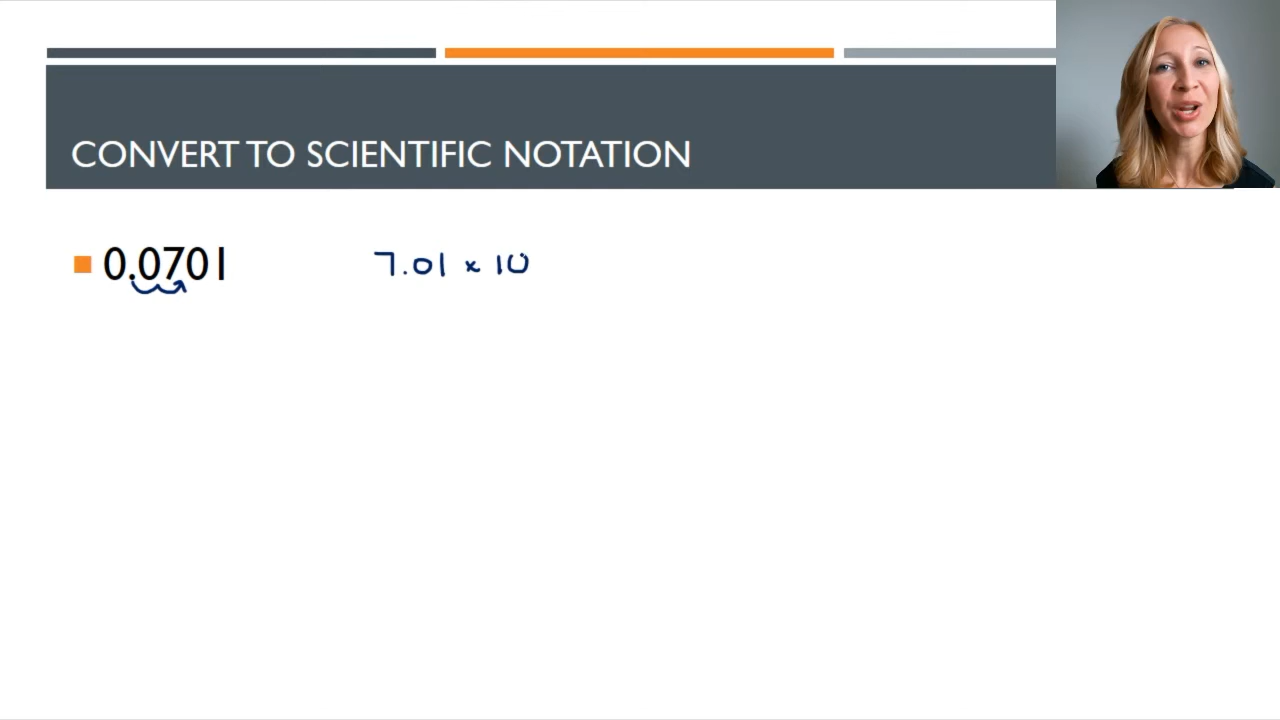 CONVERT TO SCIENTIFIC NOTATION
0.0701 7.01 × 10